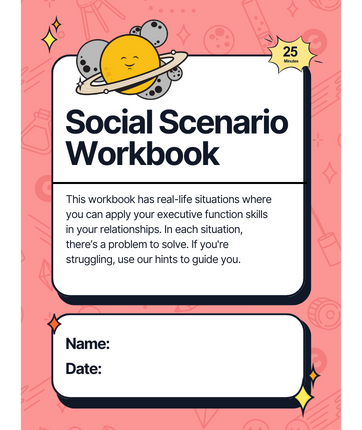 25
Minutes
Social Scenario
Workbook
This workbook has real-life situations where
you can apply your executive function skills
in your relationships. In each situation,
there's a problem to solve. If you're
struggling, use our hints to guide you.
Name:
Date: